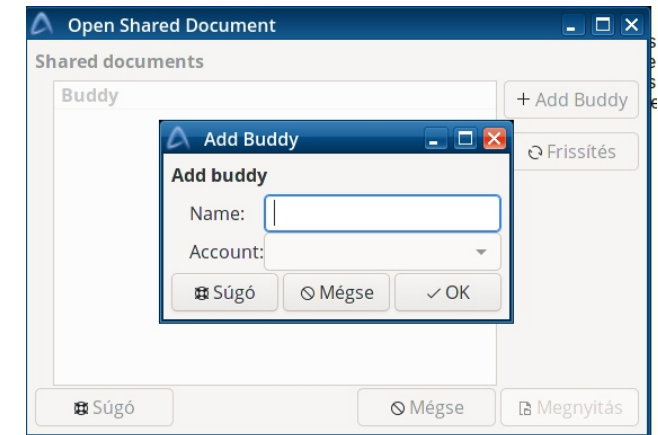 Open Shared Document
Shared documents
Buddy
+ Add Buddy
Frissítés
Add Buddy
Add buddy
Name:
Account:
Súgó
Mégse
OK
Súgó
Mégse
Megnyitás